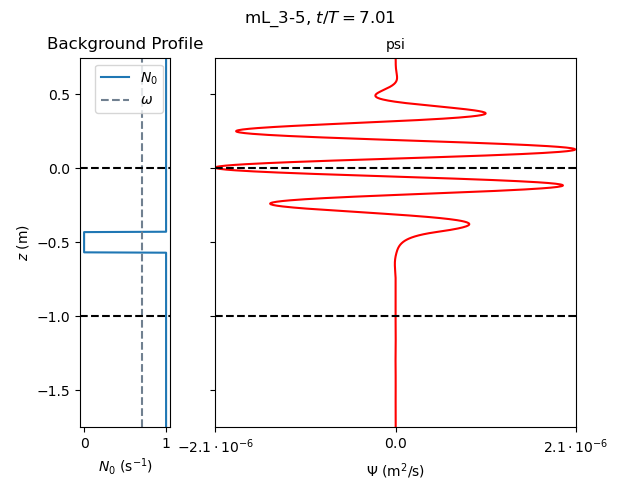 mL_3-5, t/T = 7.01
Background Profile
psi
N₀
ω
0.5
0.0
−0.5
−1.0
−1.5
z (m)
0
1
−2.1 · 10⁻⁶
0.0
2.1 · 10⁻⁶
N₀ (s⁻¹)
Ψ (m²/s)